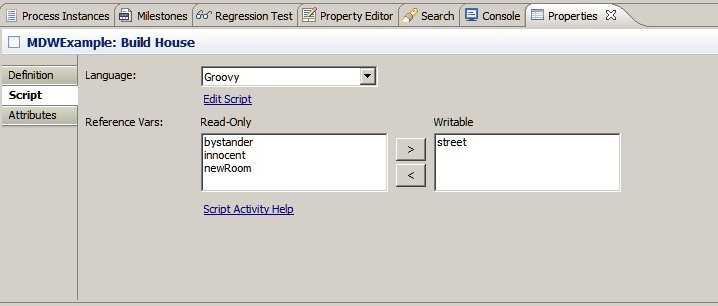 Process Instances Milestones Regression Test Property Editor Search Console Properties
MDWExample: Build House
Definition
Script
Attributes
Language: Groovy
Edit Script
Reference Vars: Read-Only Writable
bystander
innocent
newRoom
>
<
street
Script Activity Help